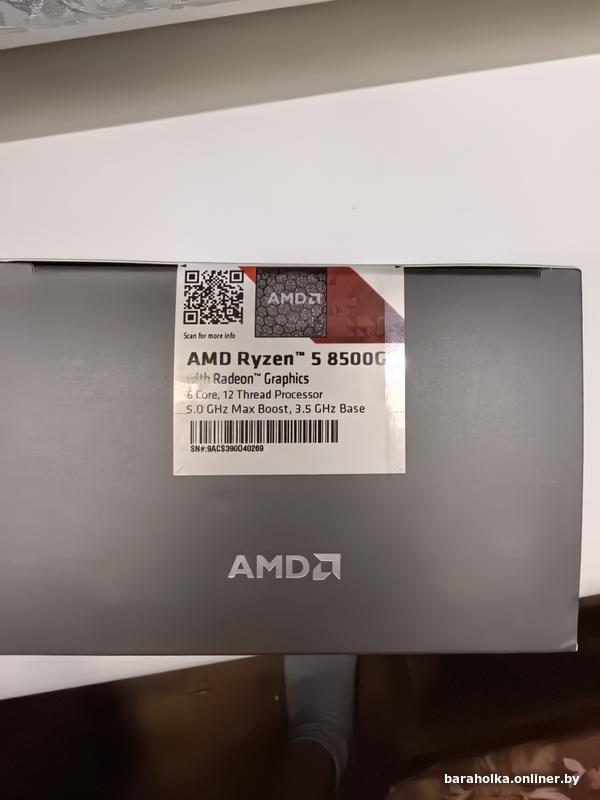 AMD
Scan for more info
AMD Ryzen™ 5 8500G
with Radeon™ Graphics
6 Core, 12 Thread Processor
5.0 GHz Max Boost, 3.5 GHz Base
SN#:9ACS390040269
AMD
baraholka.onliner.by